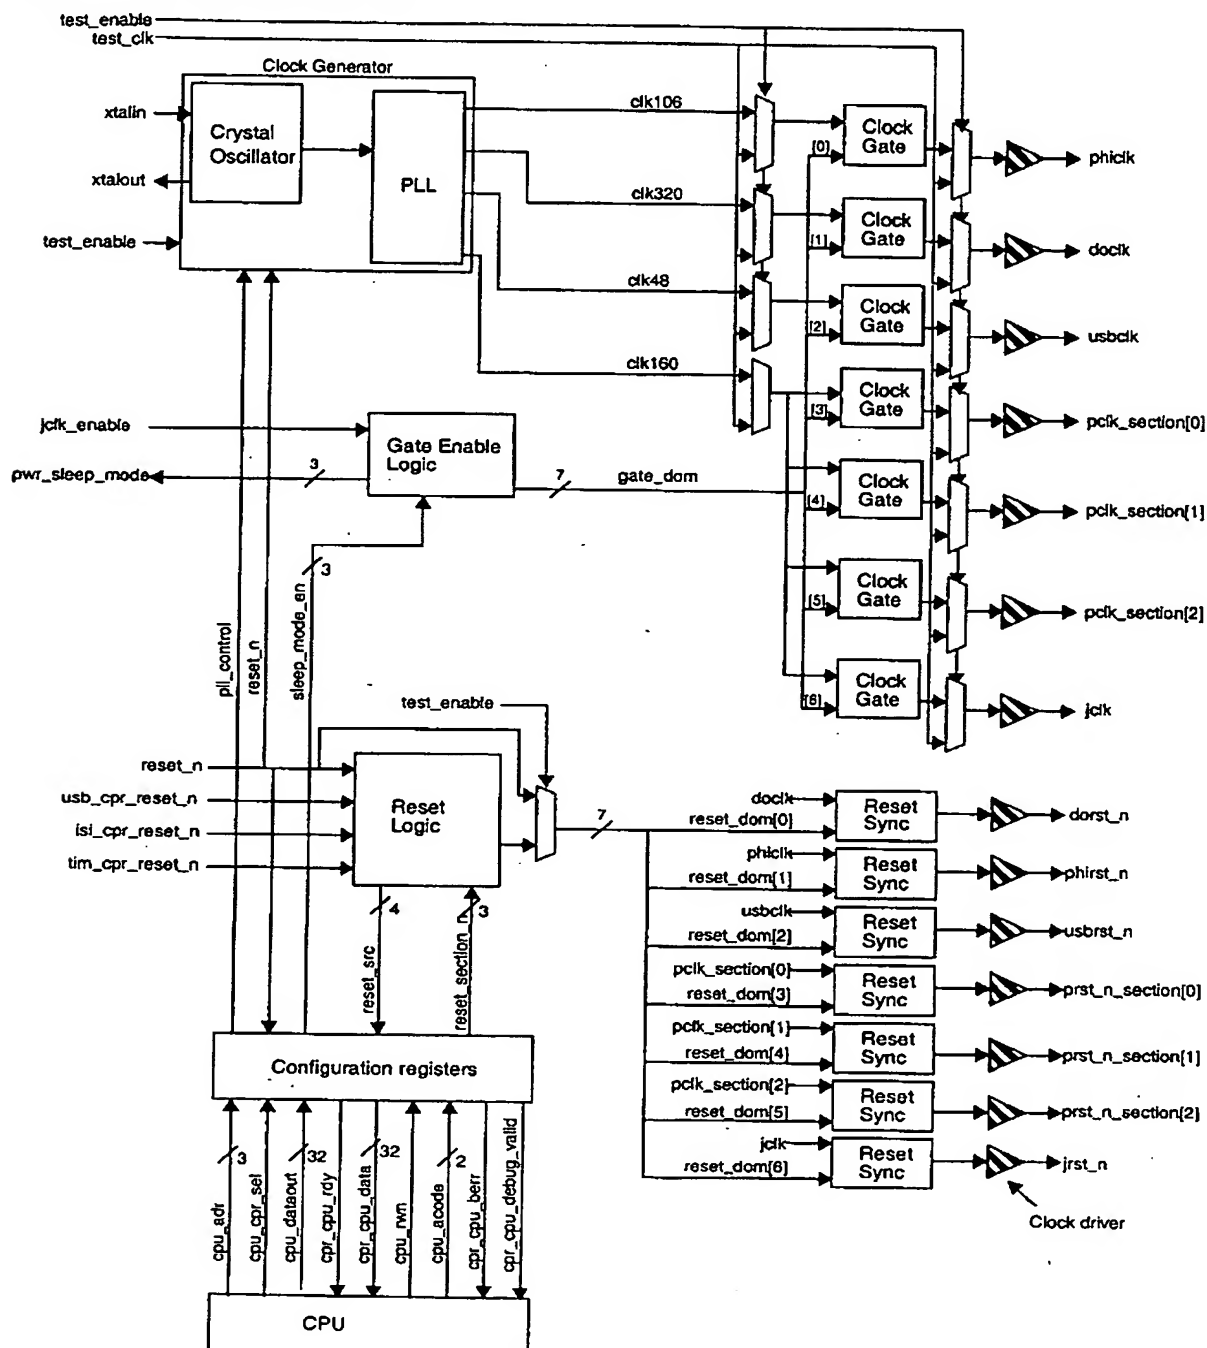 test_enable
test_clk
Clock Generator
xtalin
Crystal
Oscillator
PLL
xtalout
test_enable
clk106
clk320
clk48
clk160
[0]
Clock
Gate
phiclk
[1]
Clock
Gate
doclk
[2]
Clock
Gate
usbclk
[3]
Clock
Gate
pclk_section[0]
[4]
Clock
Gate
pclk_section[1]
[5]
Clock
Gate
pclk_section[2]
[6]
Clock
Gate
jclk
jclk_enable
Gate Enable
Logic
pwr_sleep_mode
3
7
gate_dom
3
pll_control
reset_n
sleep_mode_en
test_enable
reset_n
usb_cpr_reset_n
isi_cpr_reset_n
tim_cpr_reset_n
Reset
Logic
7
4
3
reset_src
reset_section_n
doclk
reset_dom[0]
Reset
Sync
dorst_n
phiclk
reset_dom[1]
Reset
Sync
phirst_n
usbclk
reset_dom[2]
Reset
Sync
usbrst_n
pclk_section[0]
reset_dom[3]
Reset
Sync
prst_n_section[0]
pclk_section[1]
reset_dom[4]
Reset
Sync
prst_n_section[1]
pclk_section[2]
reset_dom[5]
Reset
Sync
prst_n_section[2]
jclk
reset_dom[6]
Reset
Sync
jrst_n
Clock driver
Configuration registers
3
32
32
2
cpu_adr
cpu_cpr_sel
cpu_dataout
cpr_cpu_rdy
cpr_cpu_data
cpu_rwn
cpu_acode
cpr_cpu_berr
cpr_cpu_debug_valid
CPU